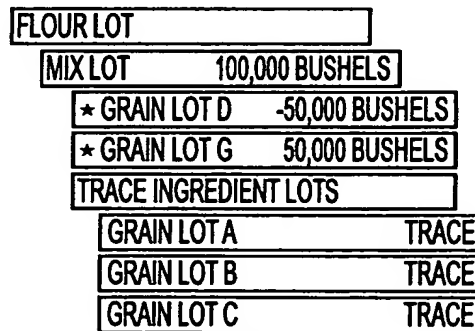 FLOUR LOT
MIX LOT 100,000 BUSHELS
★ GRAIN LOT D -50,000 BUSHELS
★ GRAIN LOT G 50,000 BUSHELS
TRACE INGREDIENT LOTS
GRAIN LOT A TRACE
GRAIN LOT B TRACE
GRAIN LOT C TRACE